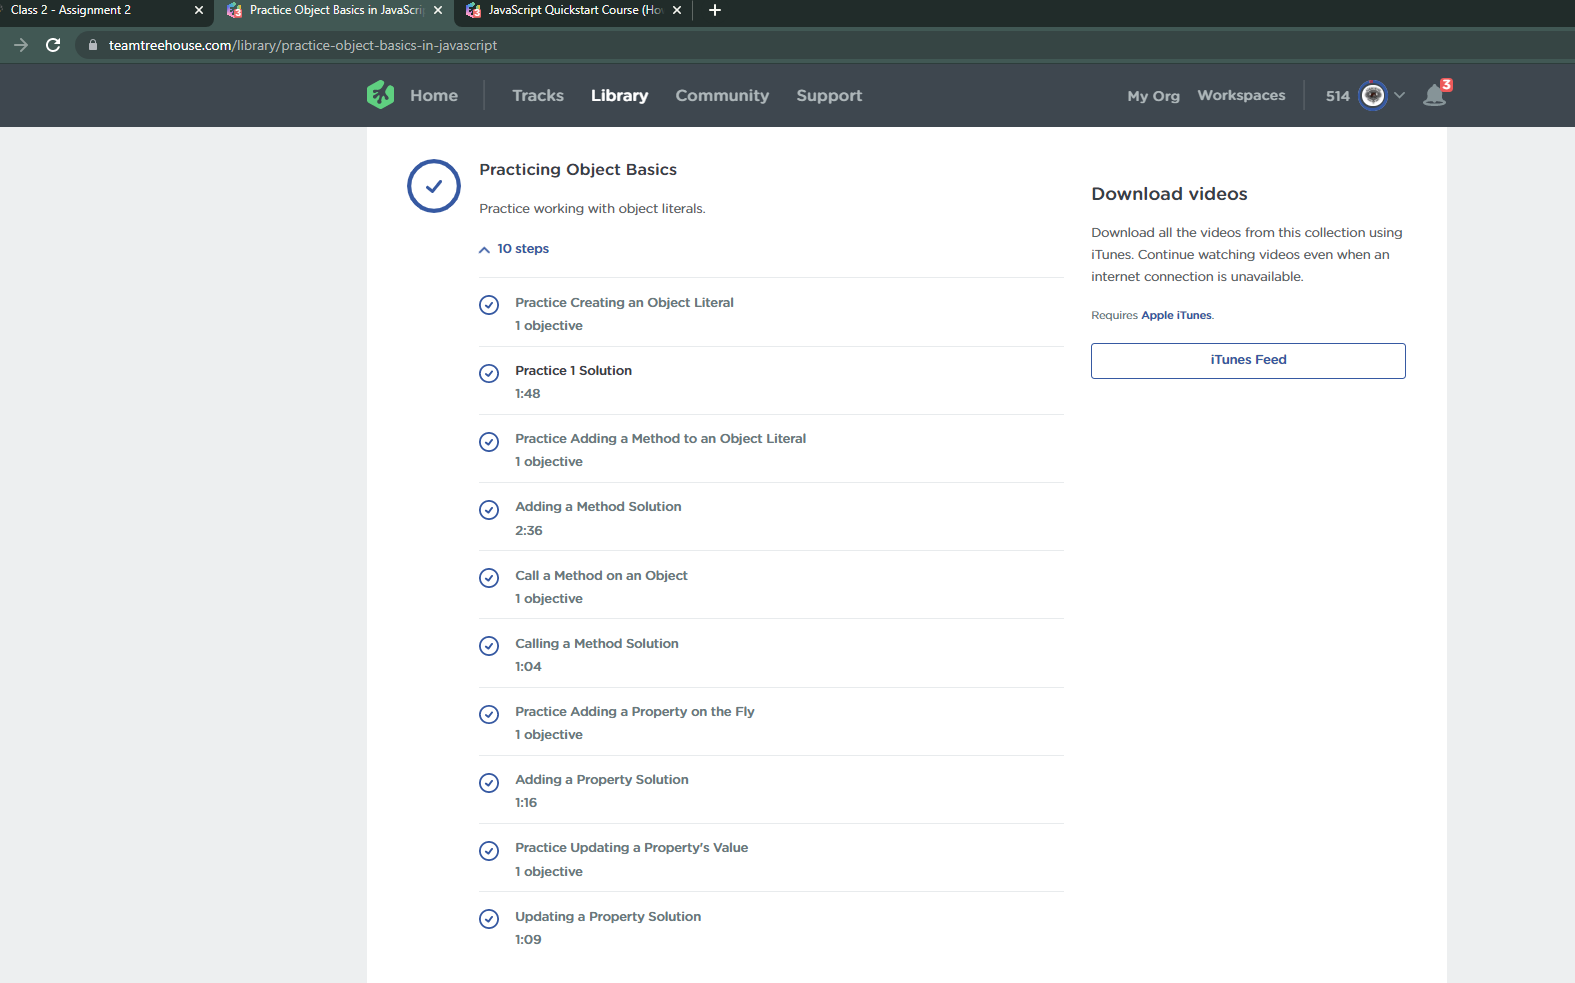 Class 2 - Assignment 2
Practice Object Basics in JavaScri
JavaScript Quickstart Course (Ho
teamtreehouse.com/library/practice-object-basics-in-javascript
Home
Tracks
Library
Community
Support
My Org
Workspaces
514
3
Practicing Object Basics
Practice working with object literals.
10 steps
Practice Creating an Object Literal
1 objective
Practice 1 Solution
1:48
Practice Adding a Method to an Object Literal
1 objective
Adding a Method Solution
2:36
Call a Method on an Object
1 objective
Calling a Method Solution
1:04
Practice Adding a Property on the Fly
1 objective
Adding a Property Solution
1:16
Practice Updating a Property's Value
1 objective
Updating a Property Solution
1:09
Download videos
Download all the videos from this collection using
iTunes. Continue watching videos even when an
internet connection is unavailable.
Requires Apple iTunes.
iTunes Feed